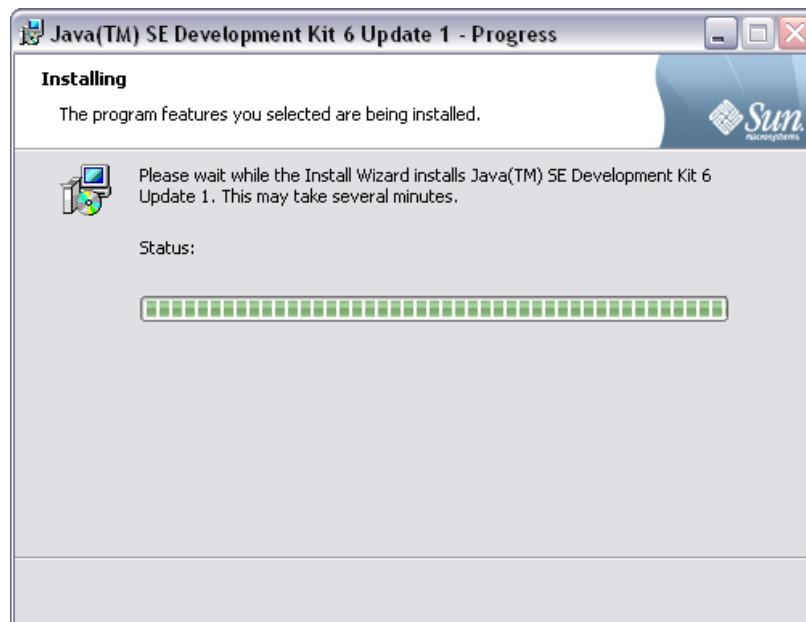 Java(TM) SE Development Kit 6 Update 1 - Progress
Installing
The program features you selected are being installed.
Sun
microsystems
Please wait while the Install Wizard installs Java(TM) SE Development Kit 6
Update 1. This may take several minutes.
Status: